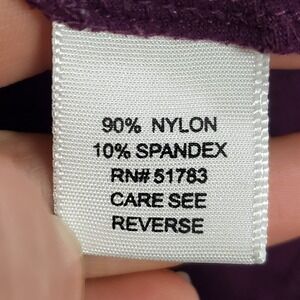 90% NYLON
10% SPANDEX
RN# 51783
CARE SEE
REVERSE